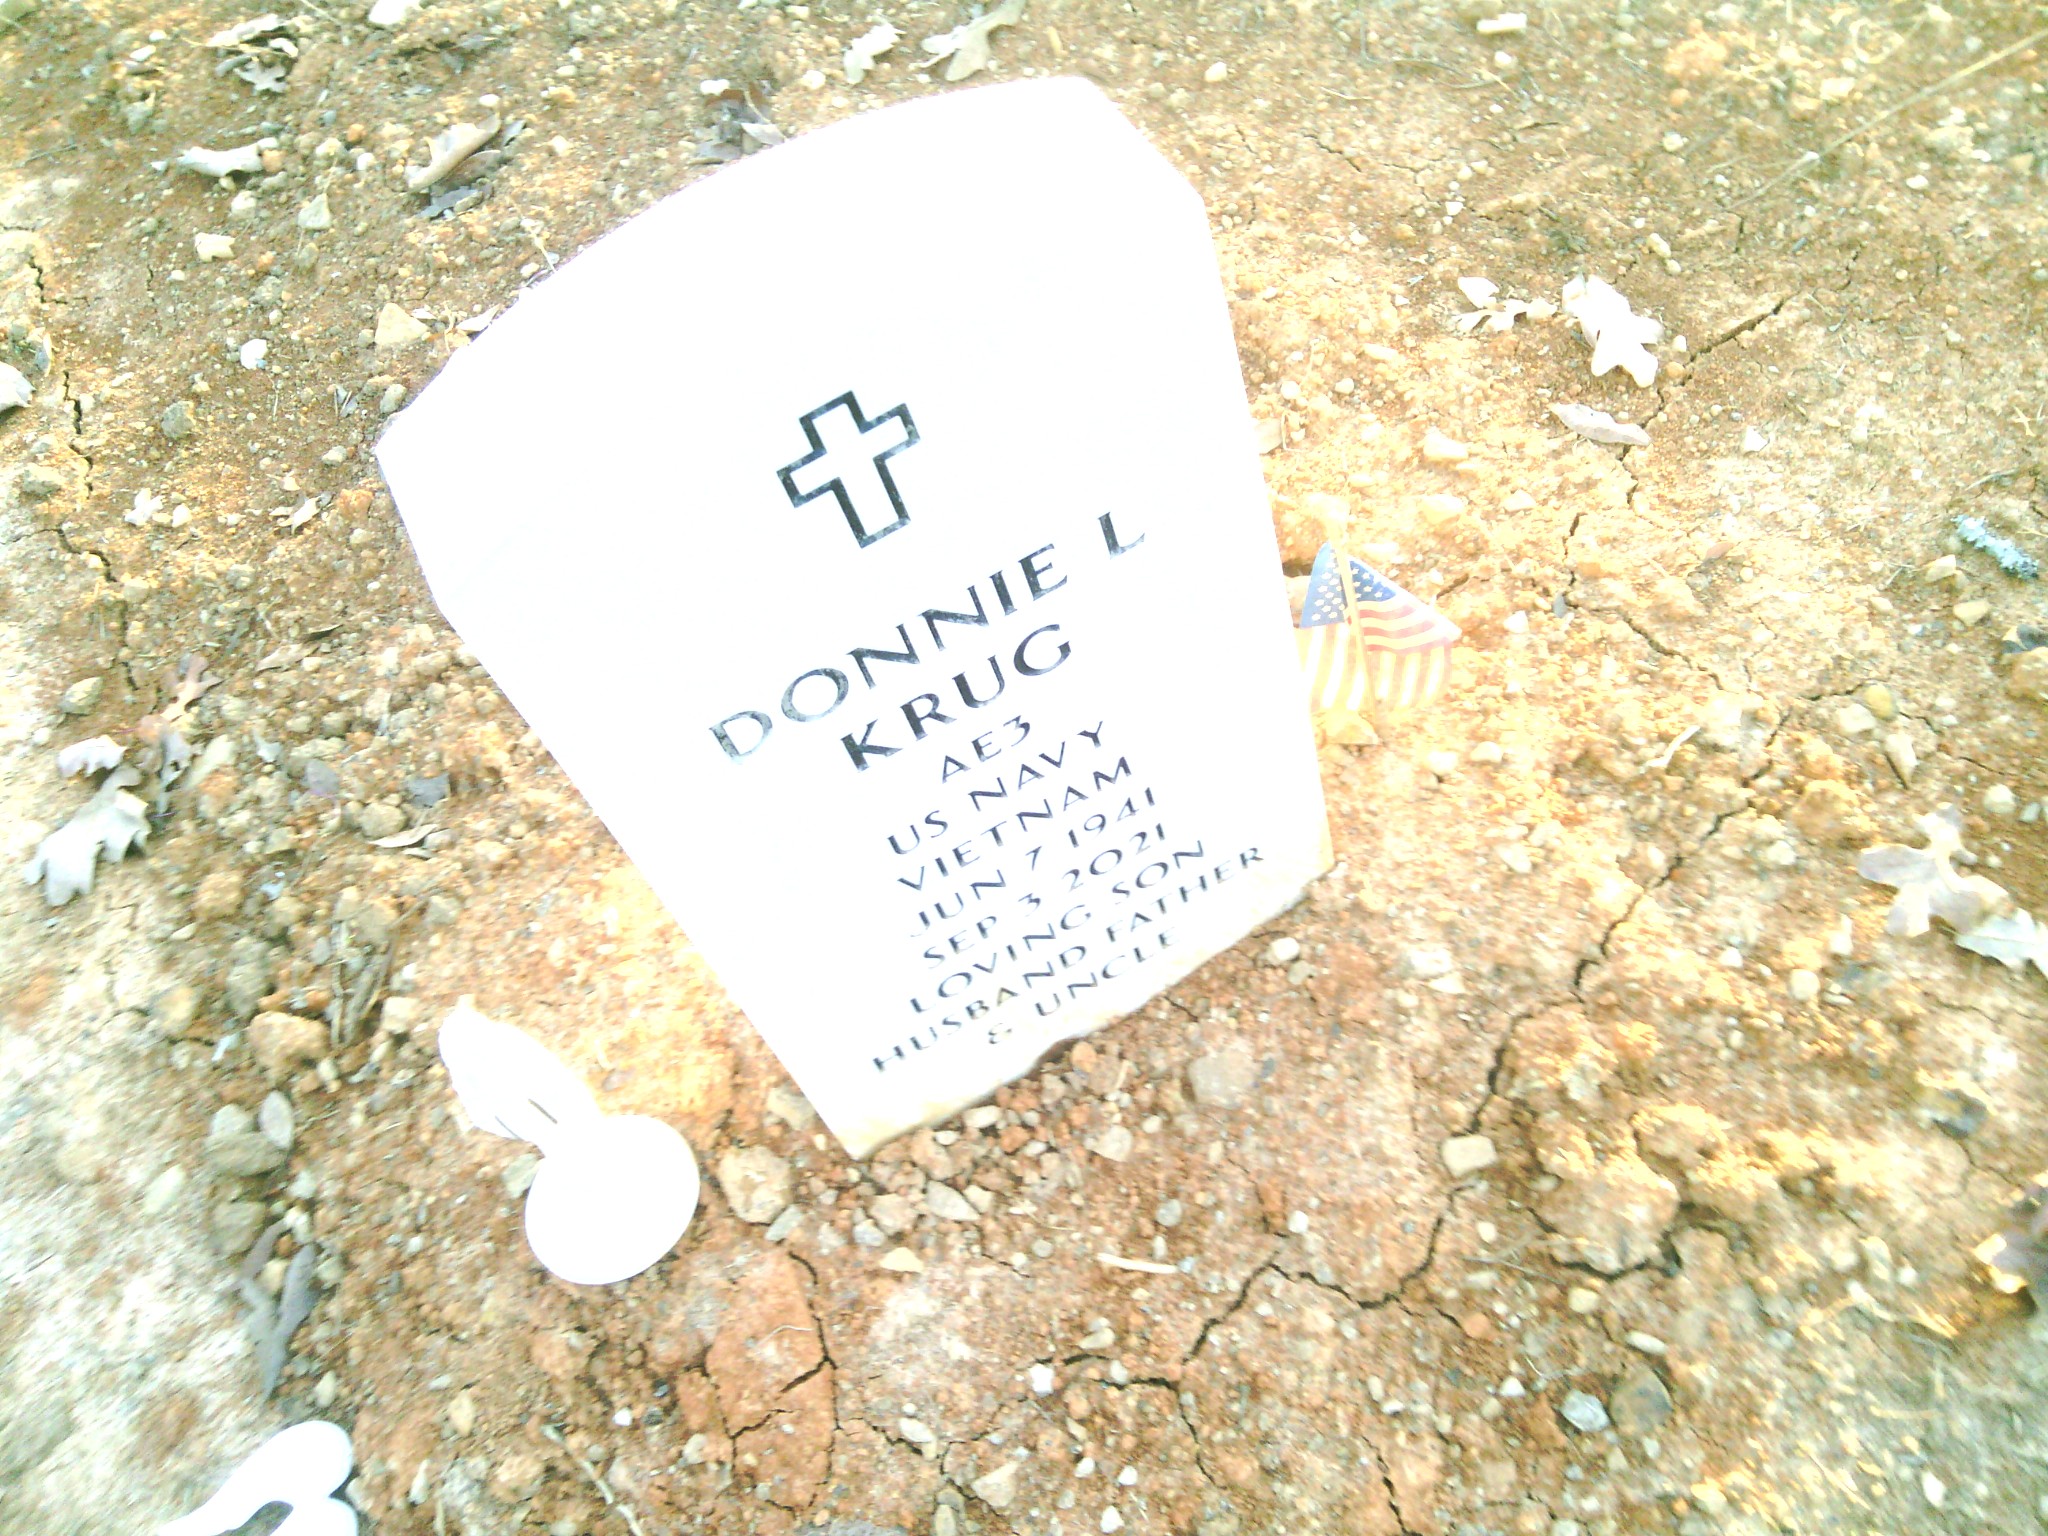 DONNIE L
KRUG
AE3
US NAVY
VIETNAM
JUN 7 1941
SEP 3 2021
LOVING SON
HUSBAND FATHER
& UNCLE